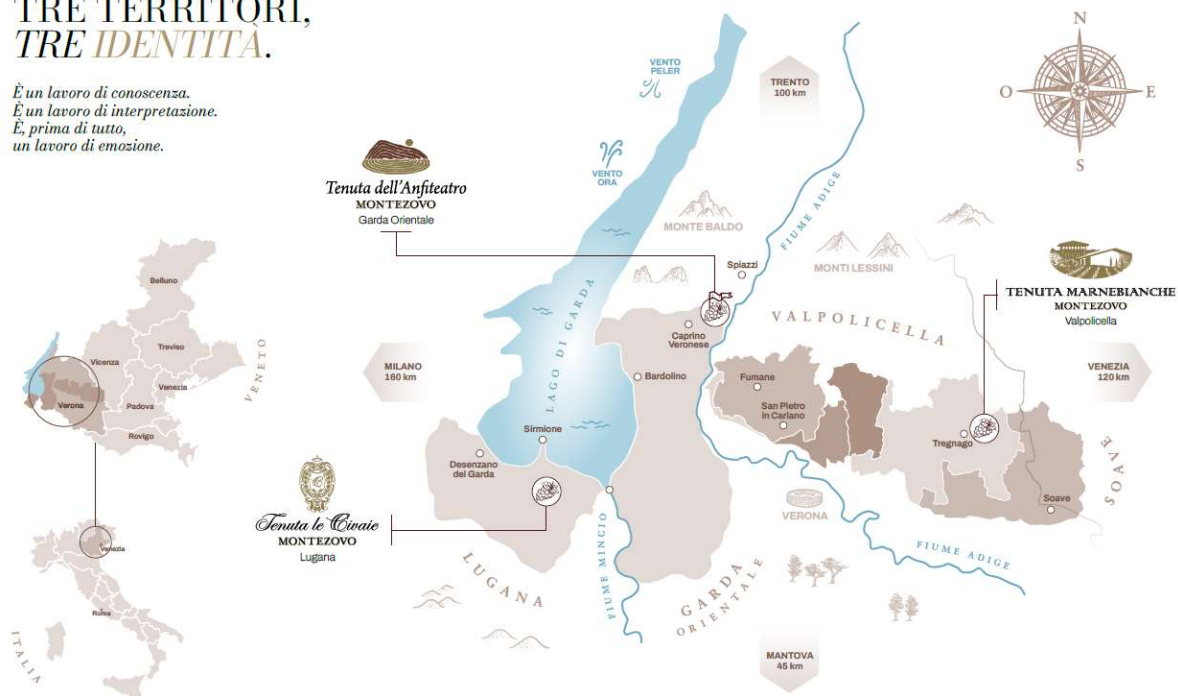 TRE TERRITORI,
TRE IDENTITÀ.
È un lavoro di conoscenza.
È un lavoro di interpretazione.
È, prima di tutto,
un lavoro di emozione.
N
O
E
S
VENTO
PELER
VENTO
ORA
TRENTO
100 km
Tenuta dell'Anfiteatro
MONTEZOVO
Garda Orientale
MONTE BALDO
FIUME ADIGE
Spiazzi
MONTI LESSINI
TENUTA MARNEBIANCHE
MONTEZOVO
Valpolicella
VALPOLICELLA
LAGO DI GARDA
Caprino
Veronese
Bardolino
MILANO
160 km
VENEZIA
120 km
Fumane
San Pietro
in Cariano
Tregnago
Soave
SOAVE
Sirmione
Desenzano
del Garda
Tenuta le Civaie
MONTEZOVO
Lugana
LUGANA
FIUME MINCIO
GARDA
ORIENTALE
VERONA
FIUME ADIGE
MANTOVA
45 km
Belluno
Treviso
Vicenza
Venezia
Verona
Padova
Rovigo
VENETO
Venezia
Roma
ITALIA